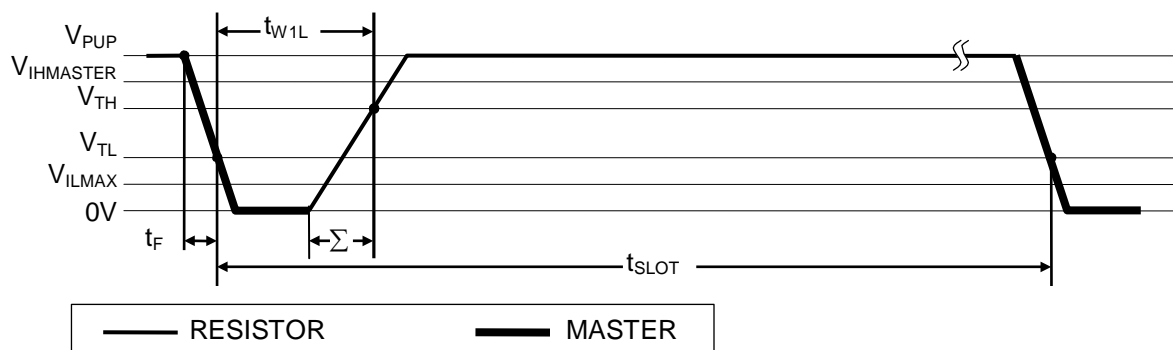 tW1L
VPUP
VIHMASTER
VTH
VTL
VILMAX
0V
tF
Σ
tSLOT
RESISTOR
MASTER